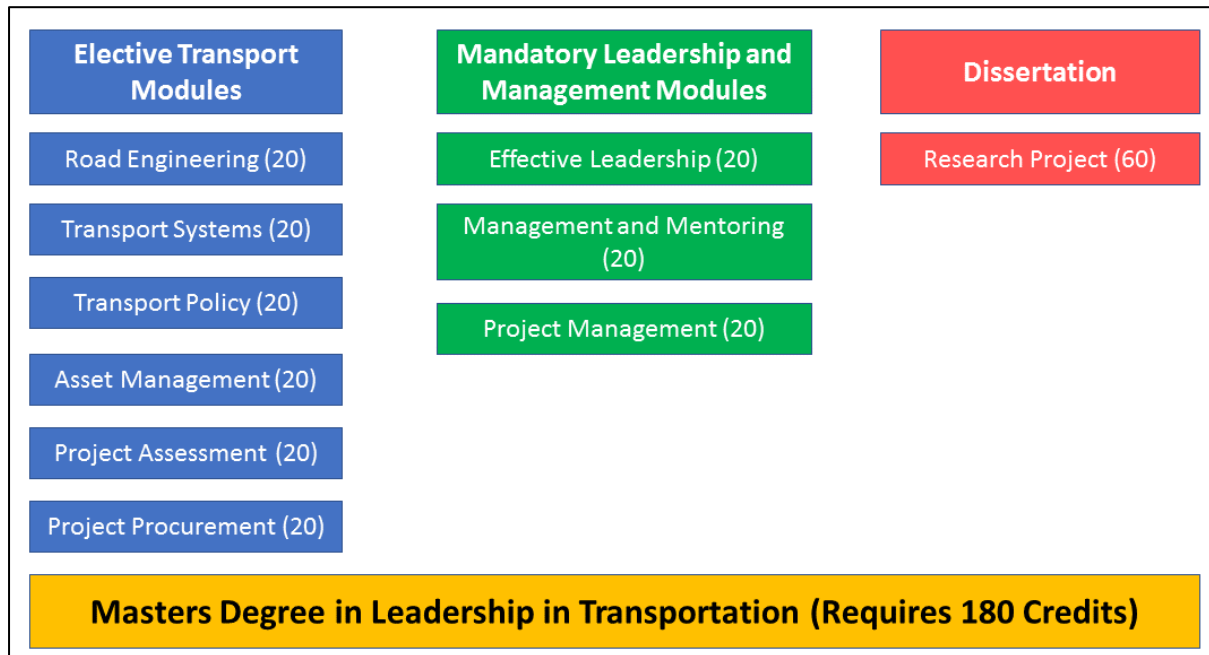 Elective Transport
Modules
Road Engineering (20)
Transport Systems (20)
Transport Policy (20)
Asset Management (20)
Project Assessment (20)
Project Procurement (20)
Mandatory Leadership and
Management Modules
Effective Leadership (20)
Management and Mentoring
(20)
Project Management (20)
Dissertation
Research Project (60)
Masters Degree in Leadership in Transportation (Requires 180 Credits)